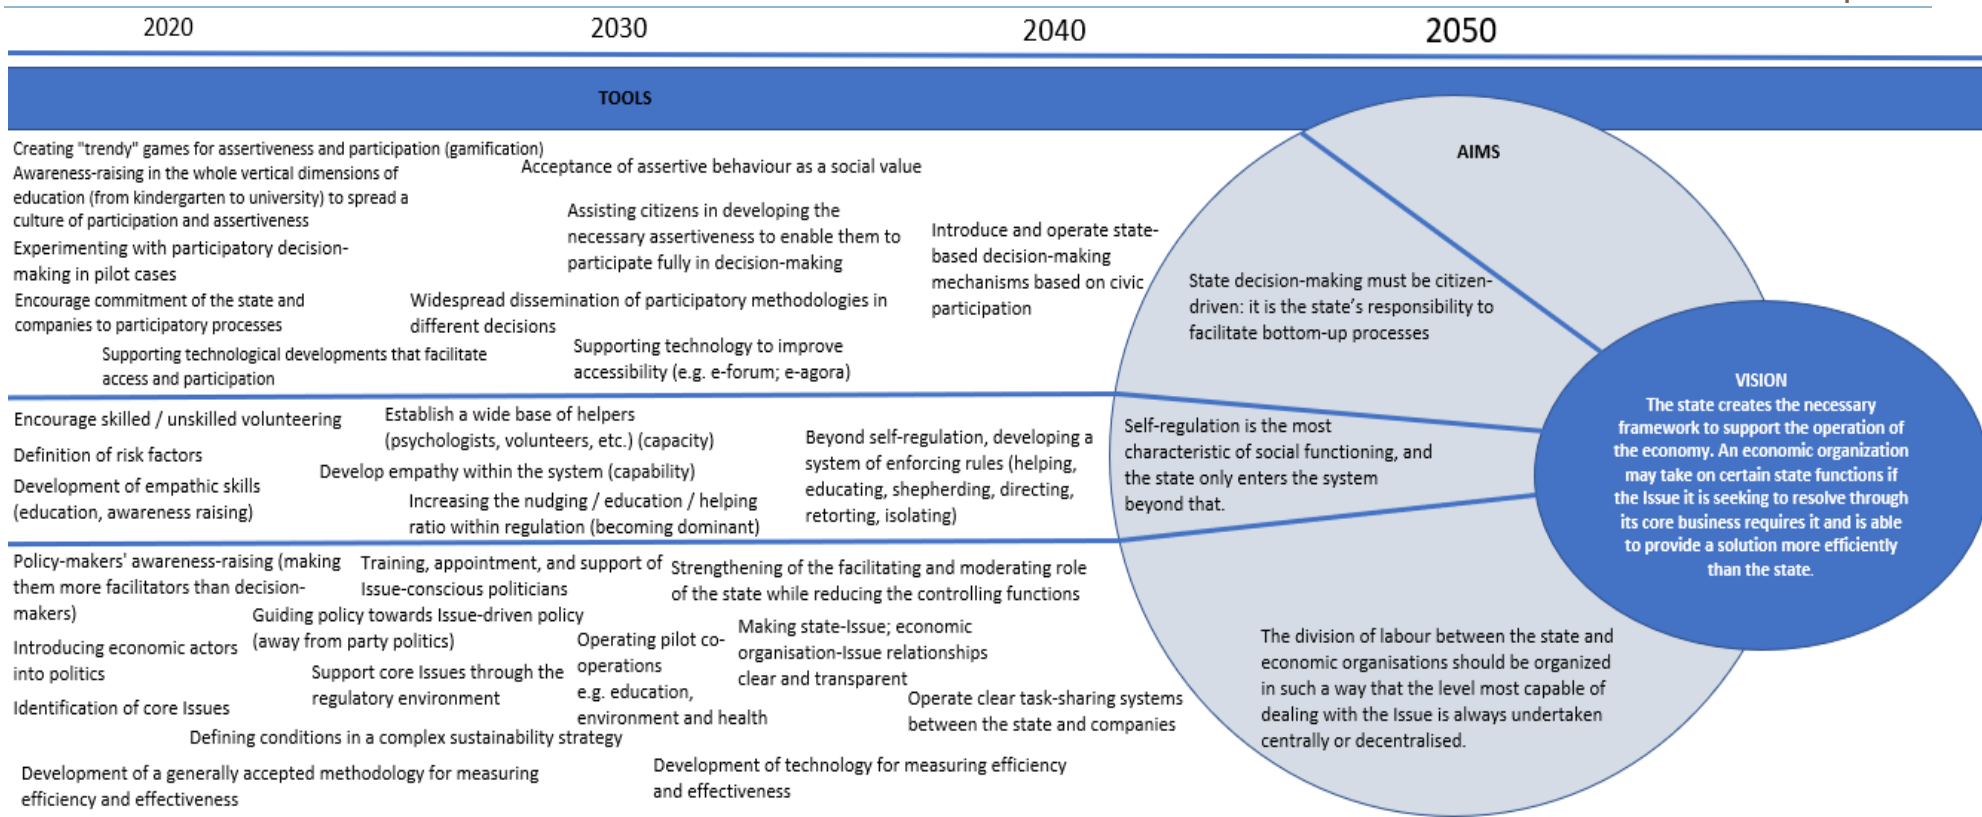 2020
2030
2040
2050
TOOLS
Creating "trendy" games for assertiveness and participation (gamification)
Awareness-raising in the whole vertical dimensions of
education (from kindergarten to university) to spread a
culture of participation and assertiveness
Experimenting with participatory decision-
making in pilot cases
Encourage commitment of the state and
companies to participatory processes
Supporting technological developments that facilitate
access and participation
Acceptance of assertive behaviour as a social value
Assisting citizens in developing the
necessary assertiveness to enable them to
participate fully in decision-making
Widespread dissemination of participatory methodologies in
different decisions
Supporting technology to improve
accessibility (e.g. e-forum; e-agora)
Introduce and operate state-
based decision-making
mechanisms based on civic
participation
Encourage skilled / unskilled volunteering
Definition of risk factors
Development of empathic skills
(education, awareness raising)
Establish a wide base of helpers
(psychologists, volunteers, etc.) (capacity)
Develop empathy within the system (capability)
Increasing the nudging / education / helping
ratio within regulation (becoming dominant)
Beyond self-regulation, developing a
system of enforcing rules (helping,
educating, shepherding, directing,
retorting, isolating)
Policy-makers' awareness-raising (making
them more facilitators than decision-
makers)
Introducing economic actors
into politics
Identification of core Issues
Training, appointment, and support of
Issue-conscious politicians
Guiding policy towards Issue-driven policy
(away from party politics)
Support core Issues through the
regulatory environment
Defining conditions in a complex sustainability strategy
Development of a generally accepted methodology for measuring
efficiency and effectiveness
Strengthening of the facilitating and moderating role
of the state while reducing the controlling functions
Operating pilot co-
operations
e.g. education,
environment and health
Making state-Issue; economic
organisation-Issue relationships
clear and transparent
Operate clear task-sharing systems
between the state and companies
Development of technology for measuring efficiency
and effectiveness
AIMS
State decision-making must be citizen-
driven: it is the state's responsibility to
facilitate bottom-up processes
Self-regulation is the most
characteristic of social functioning, and
the state only enters the system
beyond that.
The division of labour between the state and
economic organisations should be organized
in such a way that the level most capable of
dealing with the Issue is always undertaken
centrally or decentralised.
VISION
The state creates the necessary
framework to support the operation of
the economy. An economic organization
may take on certain state functions if
the Issue it is seeking to resolve through
its core business requires it and is able
to provide a solution more efficiently
than the state.